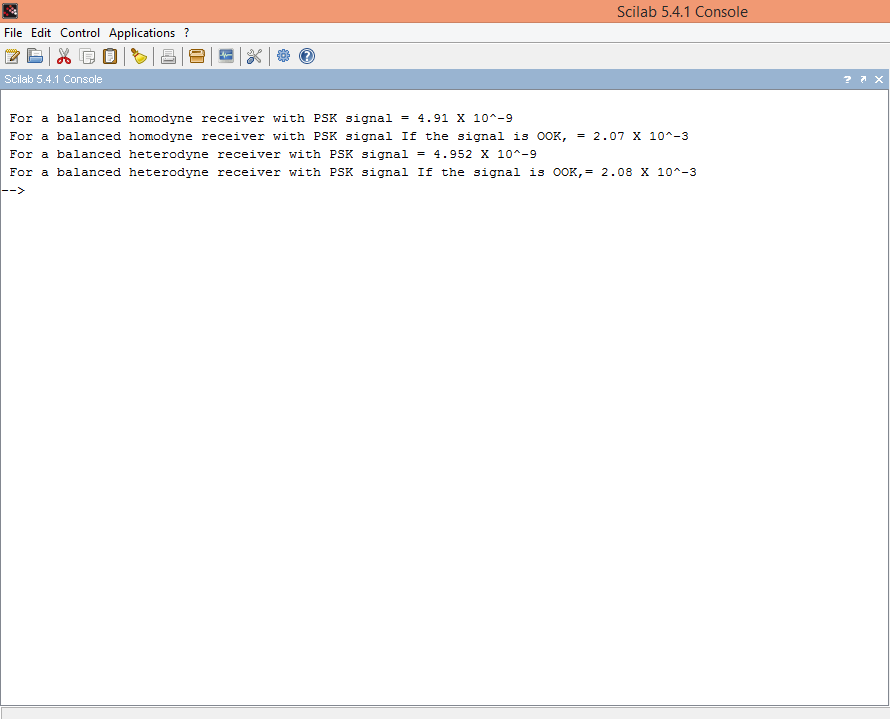 Scilab 5.4.1 Console
File Edit Control Applications ?
Scilab 5.4.1 Console
For a balanced homodyne receiver with PSK signal = 4.91 X 10^-9
For a balanced homodyne receiver with PSK signal If the signal is OOK, = 2.07 X 10^-3
For a balanced heterodyne receiver with PSK signal = 4.952 X 10^-9
For a balanced heterodyne receiver with PSK signal If the signal is OOK,= 2.08 X 10^-3
-->